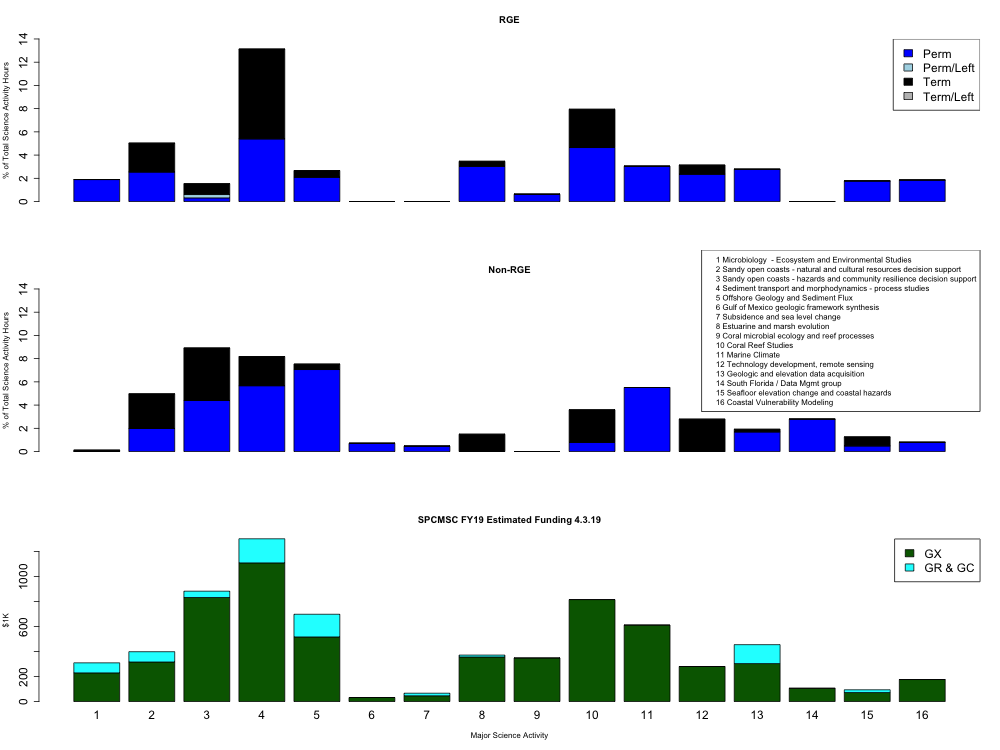 RGE
% of Total Science Activity Hours
14
12
10
8
6
4
2
0
Perm
Perm/Left
Term
Term/Left
Non-RGE
% of Total Science Activity Hours
14
12
10
8
6
4
2
0
1 Microbiology - Ecosystem and Environmental Studies
2 Sandy open coasts - natural and cultural resources decision support
3 Sandy open coasts - hazards and community resilience decision support
4 Sediment transport and morphodynamics - process studies
5 Offshore Geology and Sediment Flux
6 Gulf of Mexico geologic framework synthesis
7 Subsidence and sea level change
8 Estuarine and marsh evolution
9 Coral microbial ecology and reef processes
10 Coral Reef Studies
11 Marine Climate
12 Technology development, remote sensing
13 Geologic and elevation data acquisition
14 South Florida / Data Mgmt group
15 Seafloor elevation change and coastal hazards
16 Coastal Vulnerability Modeling
SPCMSC FY19 Estimated Funding 4.3.19
$1K
1000
600
200
0
GX
GR & GC
1 2 3 4 5 6 7 8 9 10 11 12 13 14 15 16
Major Science Activity